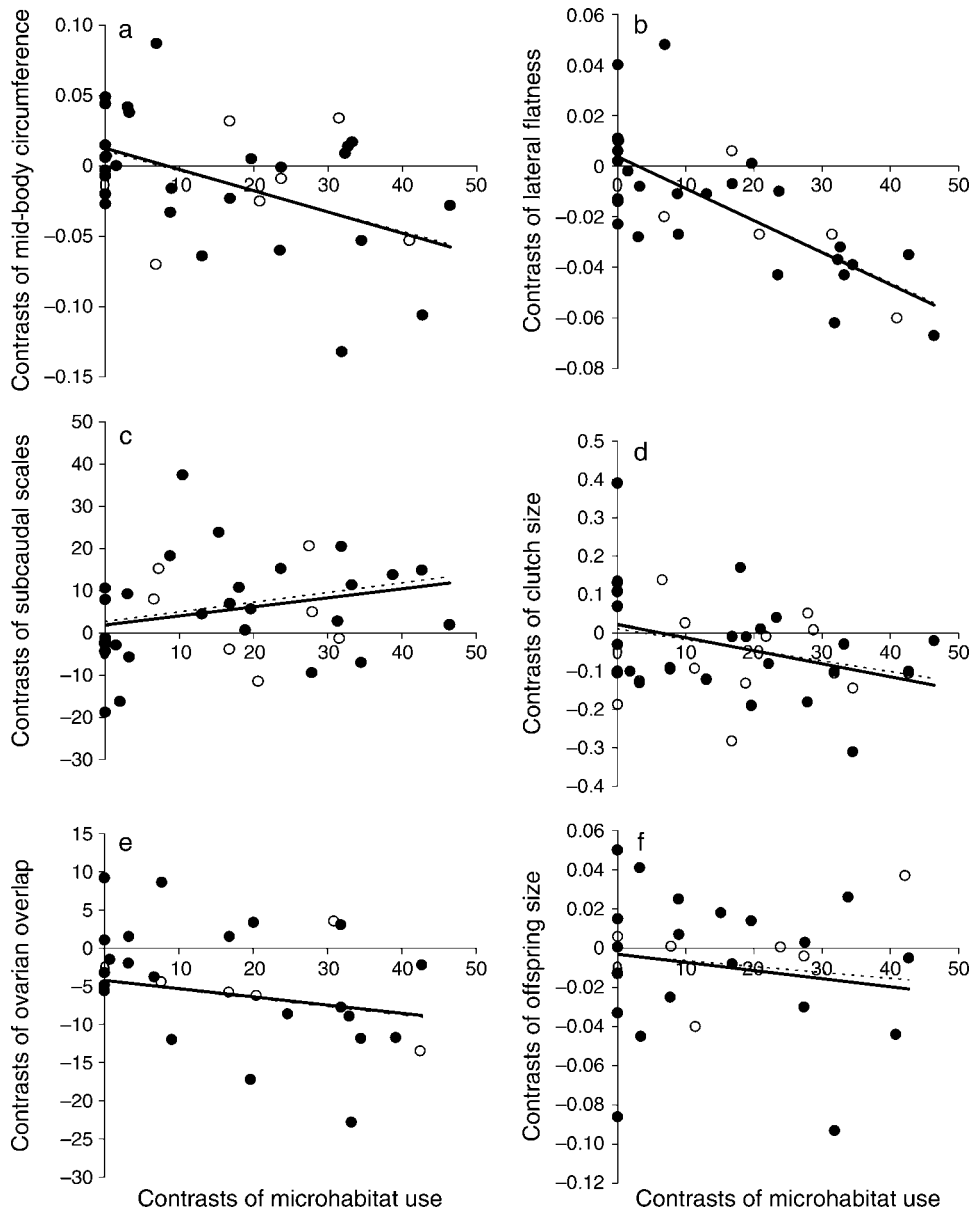 a
Contrasts of mid-body circumference
0.10
0.05
0
−0.05
−0.10
−0.15
0 10 20 30 40 50
b
Contrasts of lateral flatness
0.06
0.04
0.02
0
−0.02
−0.04
−0.06
−0.08
0 10 20 30 40 50
c
Contrasts of subcaudal scales
50
40
30
20
10
0
−10
−20
−30
0 10 20 30 40 50
d
Contrasts of clutch size
0.5
0.4
0.3
0.2
0.1
0
−0.1
−0.2
−0.3
−0.4
0 10 20 30 40 50
e
Contrasts of ovarian overlap
15
10
5
0
−5
−10
−15
−20
−25
−30
0 10 20 30 40 50
Contrasts of microhabitat use
f
Contrasts of offspring size
0.06
0.04
0.02
0
−0.02
−0.04
−0.06
−0.08
−0.10
−0.12
0 10 20 30 40 50
Contrasts of microhabitat use